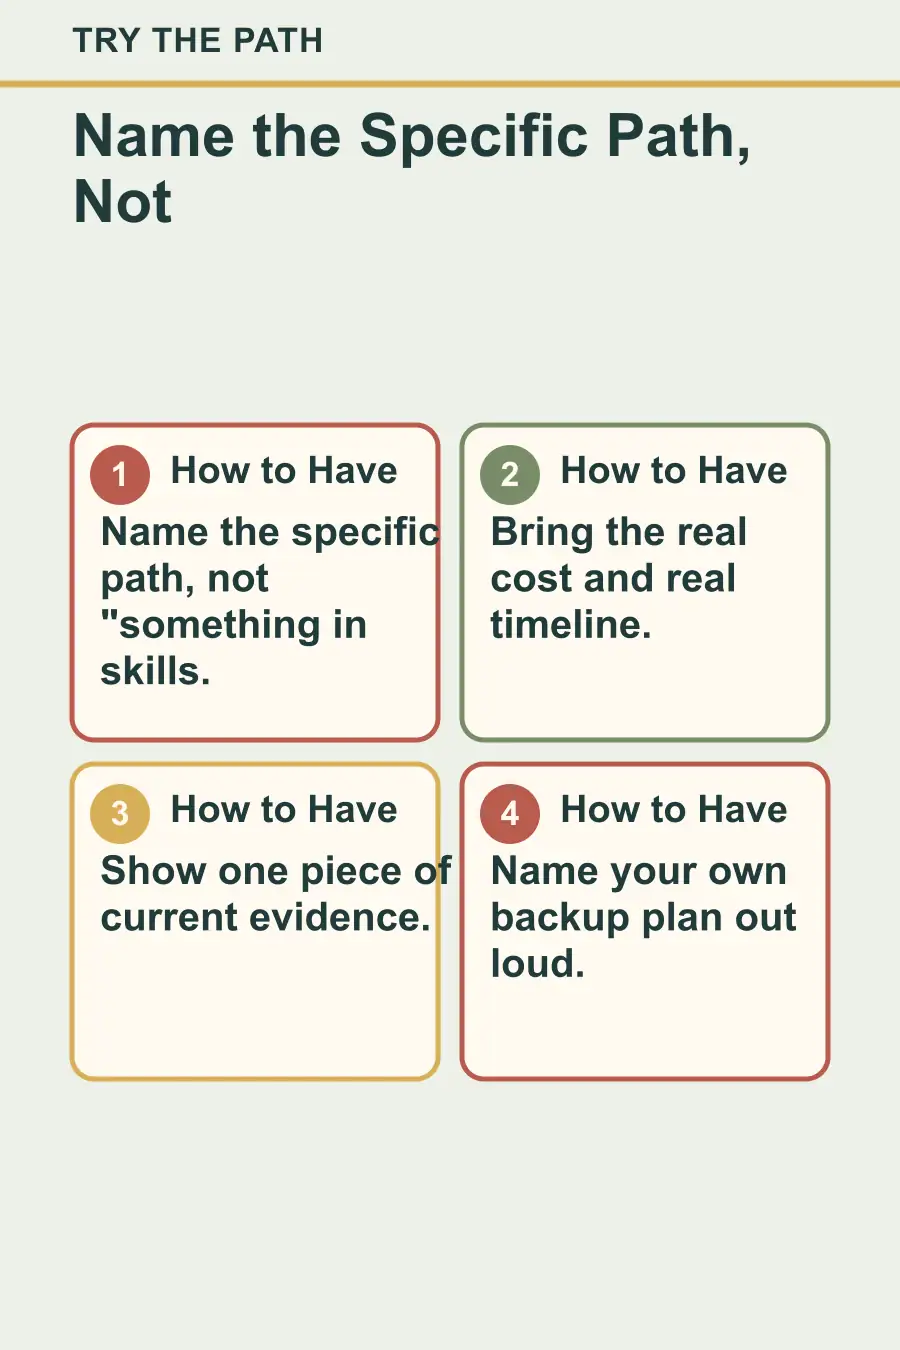 TRY THE PATH
Name the Specific Path,
Not
1 How to Have
Name the specific
path, not
"something in
skills.
2 How to Have
Bring the real
cost and real
timeline.
3 How to Have
Show one piece of
current evidence.
4 How to Have
Name your own
backup plan out
loud.